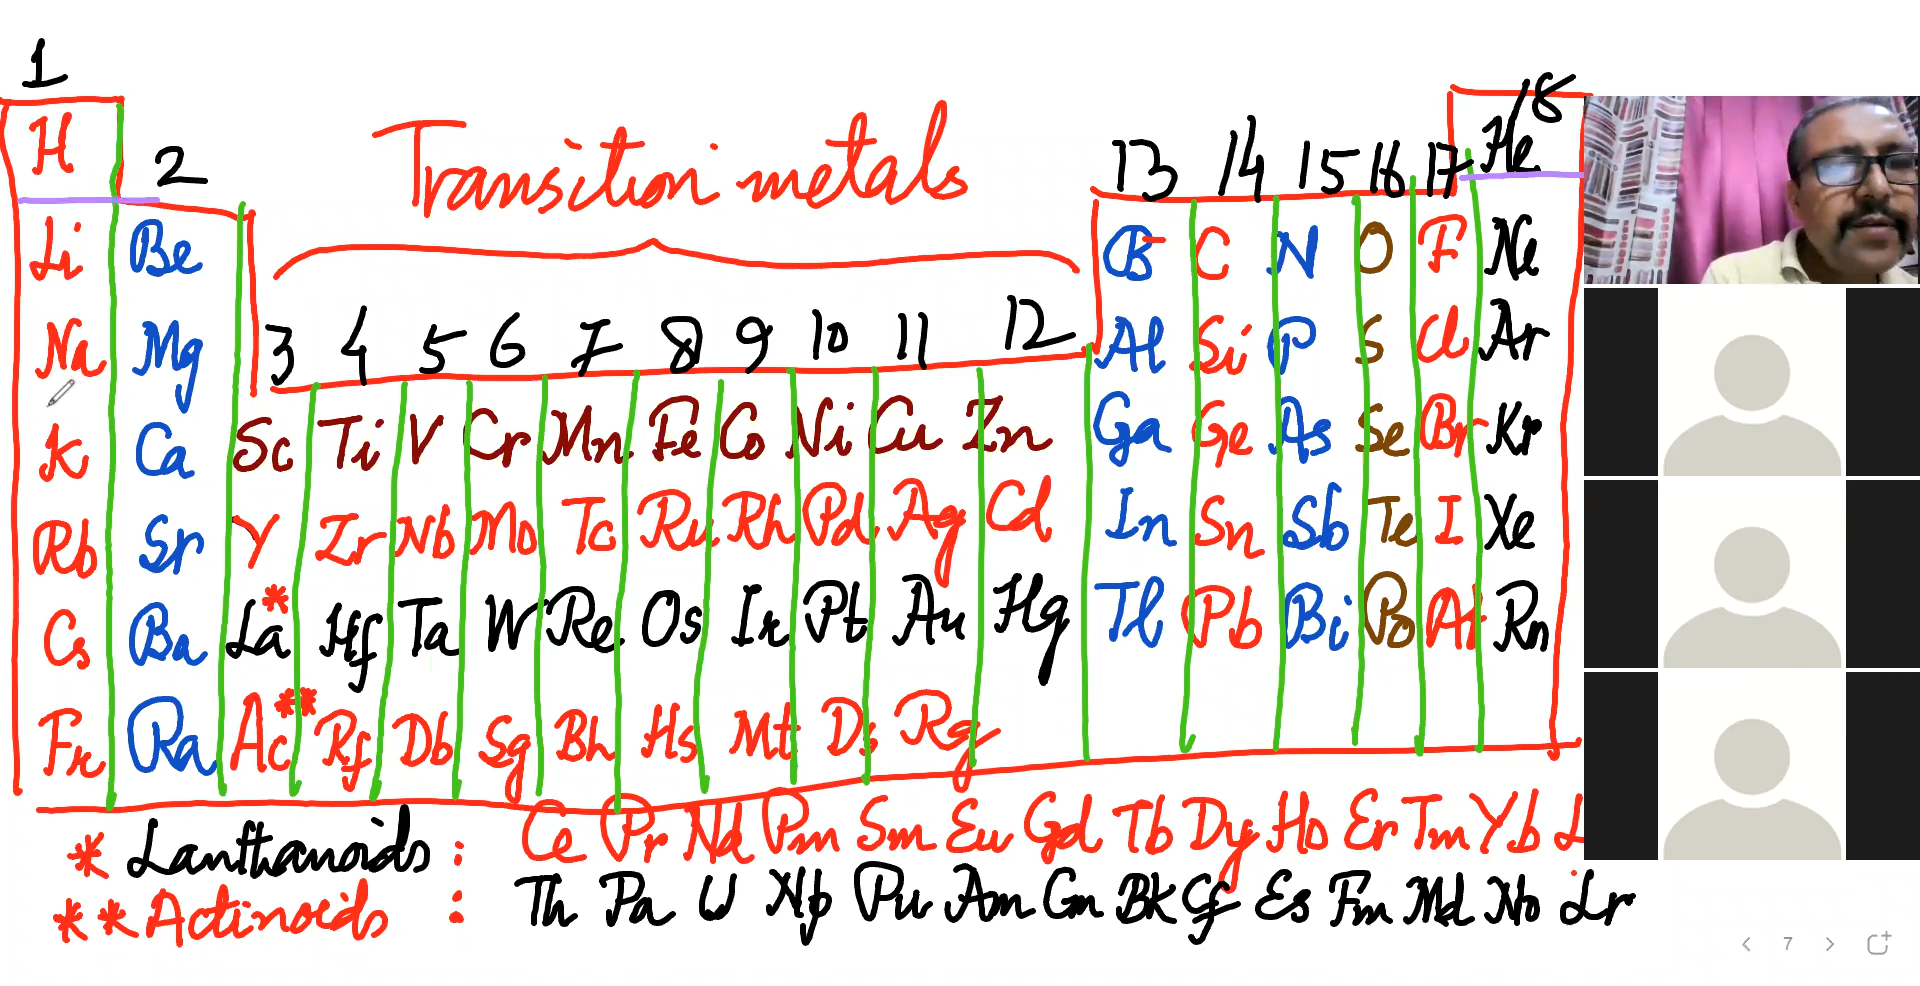 1 18
H He
2 Transition metals 13 14 15 16 17
Li Be B C N O F Ne
3 4 5 6 7 8 9 10 11 12
Na Mg Al Si P S Cl Ar
K Ca Sc Ti V Cr Mn Fe Co Ni Cu Zn Ga Ge As Se Br Kr
Rb Sr Y Zr Nb Mo Tc Ru Rh Pd Ag Cd In Sn Sb Te I Xe
Cs Ba La* Hf Ta W Re Os Ir Pt Au Hg Tl Pb Bi Po At Rn
Fr Ra Ac** Rf Db Sg Bh Hs Mt Ds Rg
* Lanthanoids : Ce Pr Nd Pm Sm Eu Gd Tb Dy Ho Er Tm Yb L
** Actinoids : Th Pa U Np Pu Am Cm Bk Cf Es Fm Md No Lr
7